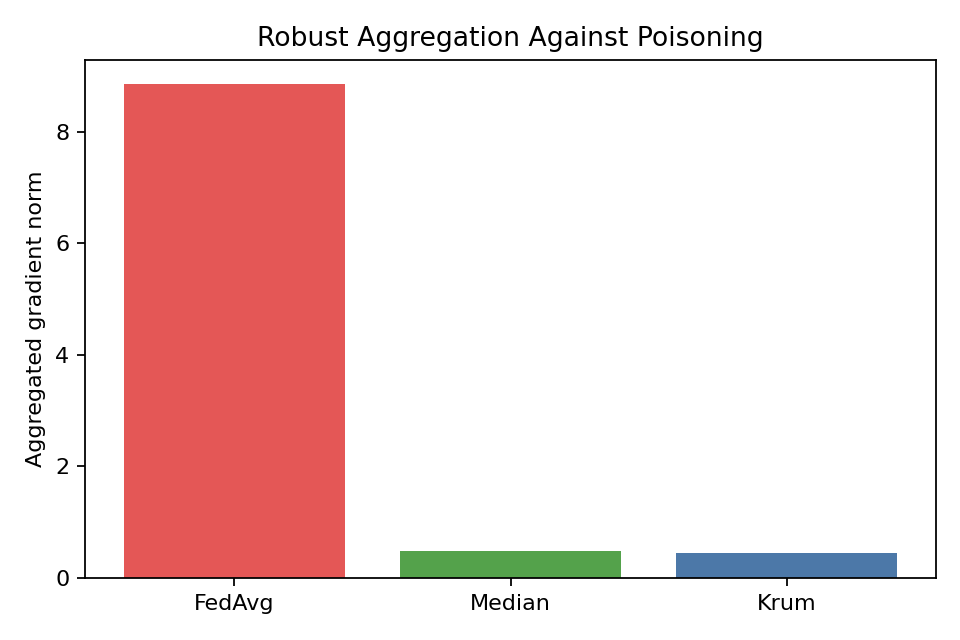 Robust Aggregation Against Poisoning
Aggregated gradient norm
8
6
4
2
0
FedAvg
Median
Krum